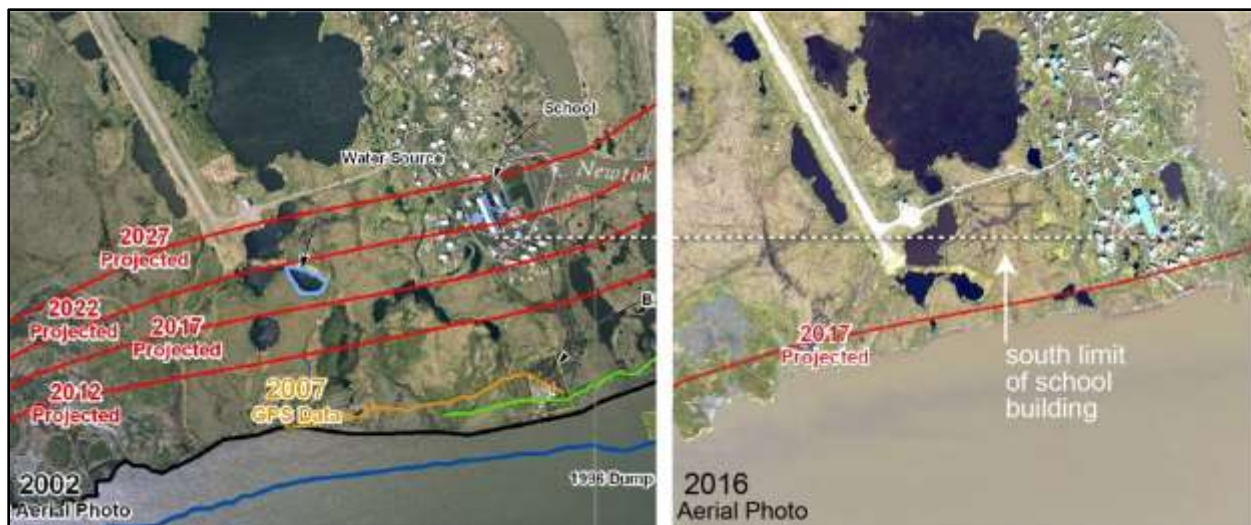 School
Water Source
Newtok
2027
Projected
2022
Projected
2017
Projected
2012
Projected
2007
GPS Data
B
1996 Dump
2002
Aerial Photo
2017
Projected
south limit
of school
building
2016
Aerial Photo